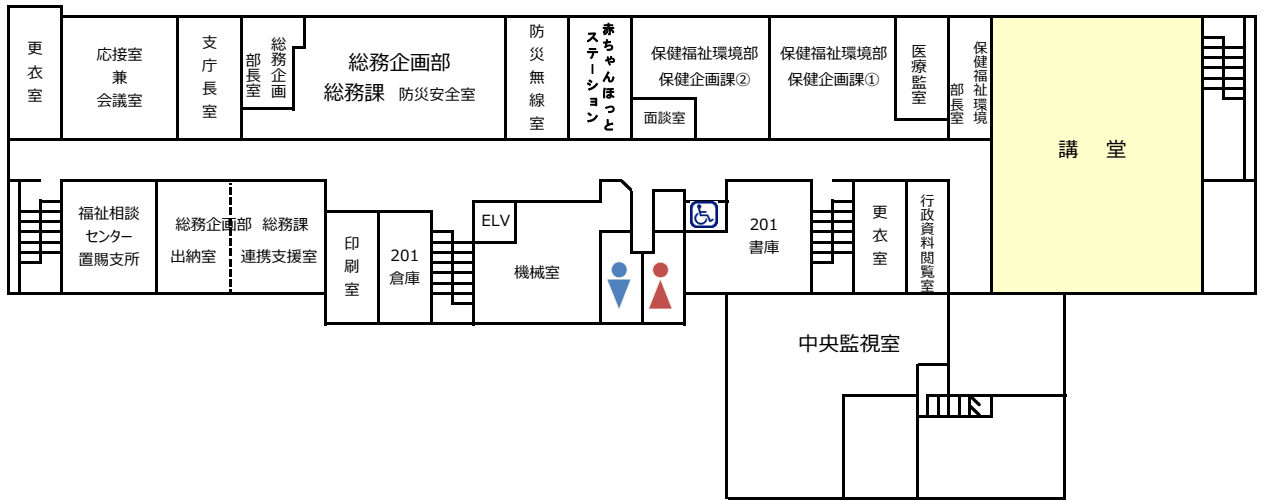 更衣室
応接室
兼
会議室
支庁長室
総務企画
部長室
総務企画部
総務課 防災安全室
防災無線室
赤ちゃんほっと
ステーション
保健福祉環境部
保健企画課②
面談室
保健福祉環境部
保健企画課①
医療監室
保健福祉環境
部長室
講 堂
福祉相談
センター
置賜支所
総務企画部 総務課
出納室 連携支援室
印刷室
201
倉庫
ELV
機械室
201
書庫
更衣室
行政資料閲覧室
中央監視室